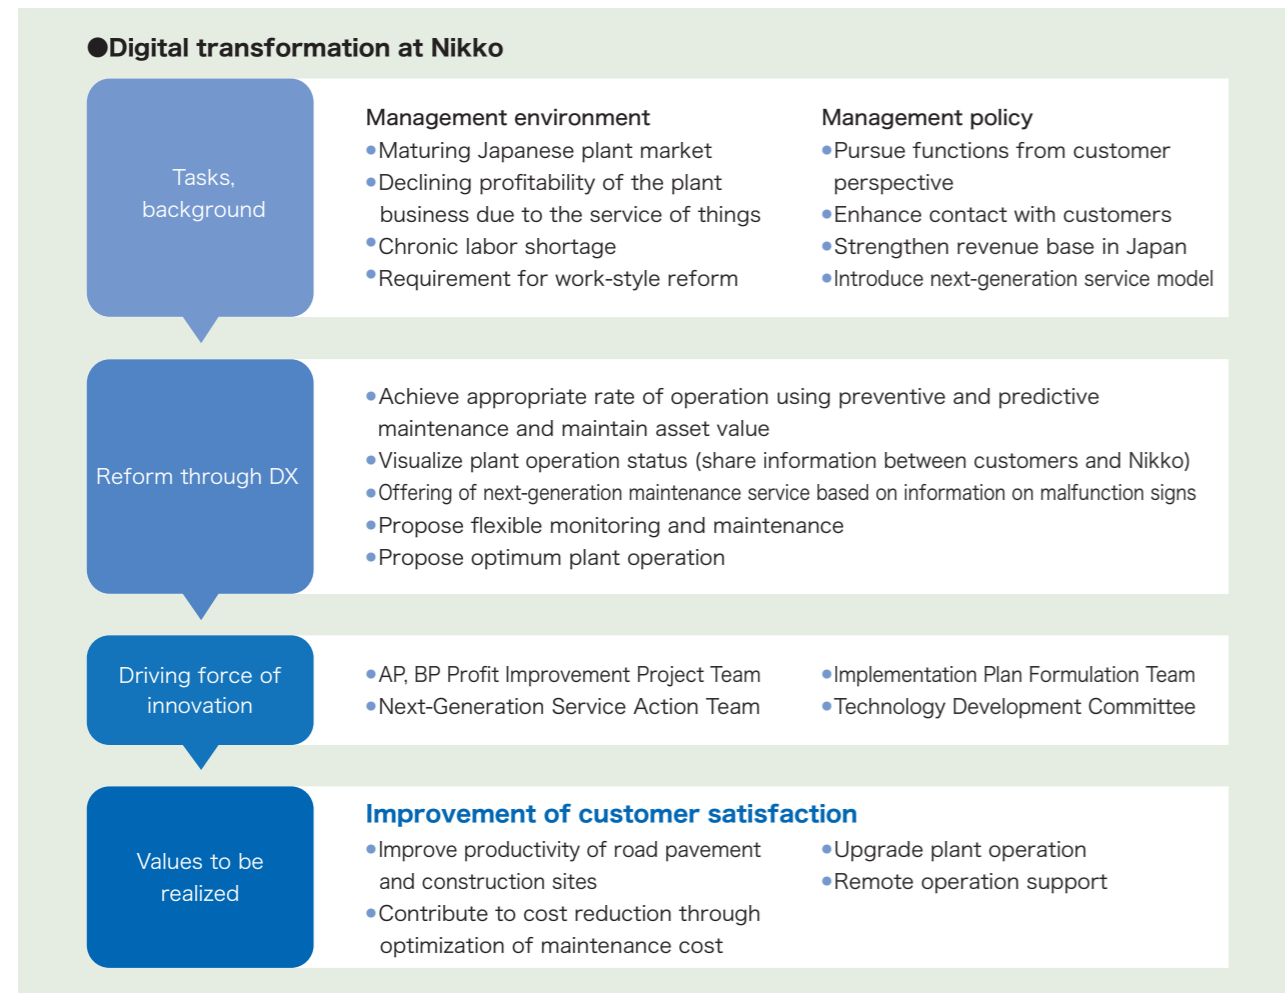 ●Digital transformation at Nikko
Tasks,
background
Management environment
●Maturing Japanese plant market
●Declining profitability of the plant
business due to the service of things
●Chronic labor shortage
●Requirement for work-style reform
Management policy
●Pursue functions from customer
perspective
●Enhance contact with customers
●Strengthen revenue base in Japan
●Introduce next-generation service model
Reform through DX
●Achieve appropriate rate of operation using preventive and predictive
maintenance and maintain asset value
●Visualize plant operation status (share information between customers and Nikko)
●Offering of next-generation maintenance service based on information on malfunction signs
●Propose flexible monitoring and maintenance
●Propose optimum plant operation
Driving force of
innovation
●AP, BP Profit Improvement Project Team
●Next-Generation Service Action Team
●Implementation Plan Formulation Team
●Technology Development Committee
Values to be
realized
Improvement of customer satisfaction
●Improve productivity of road pavement
and construction sites
●Contribute to cost reduction through
optimization of maintenance cost
●Upgrade plant operation
●Remote operation support